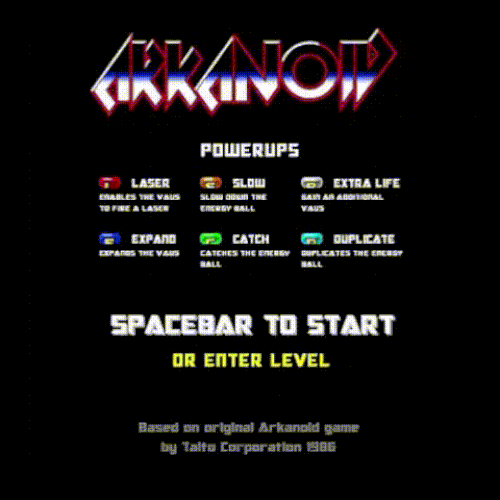 ARKANOID
POWERUPS
LASER
ENABLES THE VAUS
TO FIRE A LASER
SLOW
SLOW DOWN THE
ENERGY BALL
EXTRA LIFE
GAIN AN ADDITIONAL
VAUS
EXPAND
EXPANDS THE VAUS
CATCH
CATCHES THE ENERGY
BALL
DUPLICATE
DUPLICATES THE ENERGY
BALL
SPACEBAR TO START
OR ENTER LEVEL
Based on original Arkanoid game
by Taito Corporation 1986